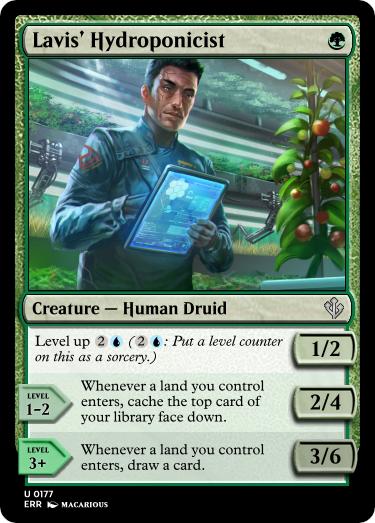 Lavis' Hydroponicist
Creature — Human Druid
Level up 2 ( 2 : Put a level counter
on this as a sorcery.)
1/2
LEVEL
1-2
Whenever a land you control
enters, cache the top card of
your library face down.
2/4
LEVEL
3+
Whenever a land you control
enters, draw a card.
3/6
U 0177
ERR MACARIOUS